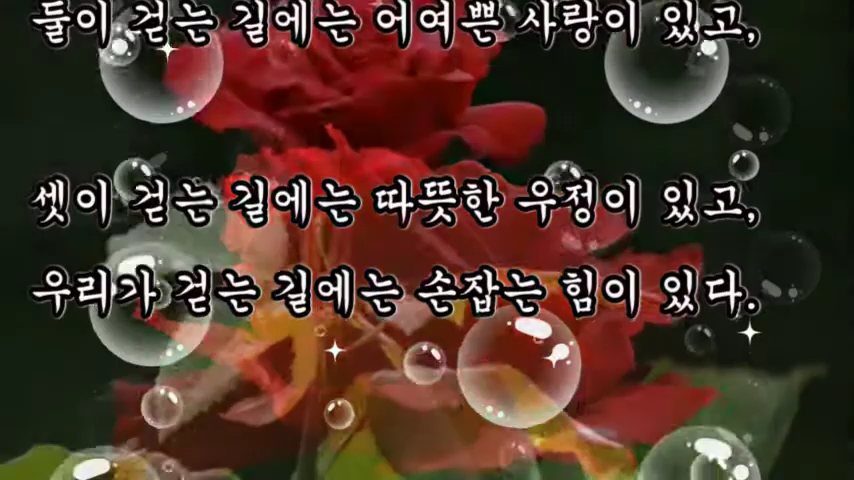 둘이 걷는 길에는 어여쁜 사랑이 있고,
셋이 걷는 길에는 따뜻한 우정이 있고,
우리가 걷는 길에는 손잡는 힘이 있다.